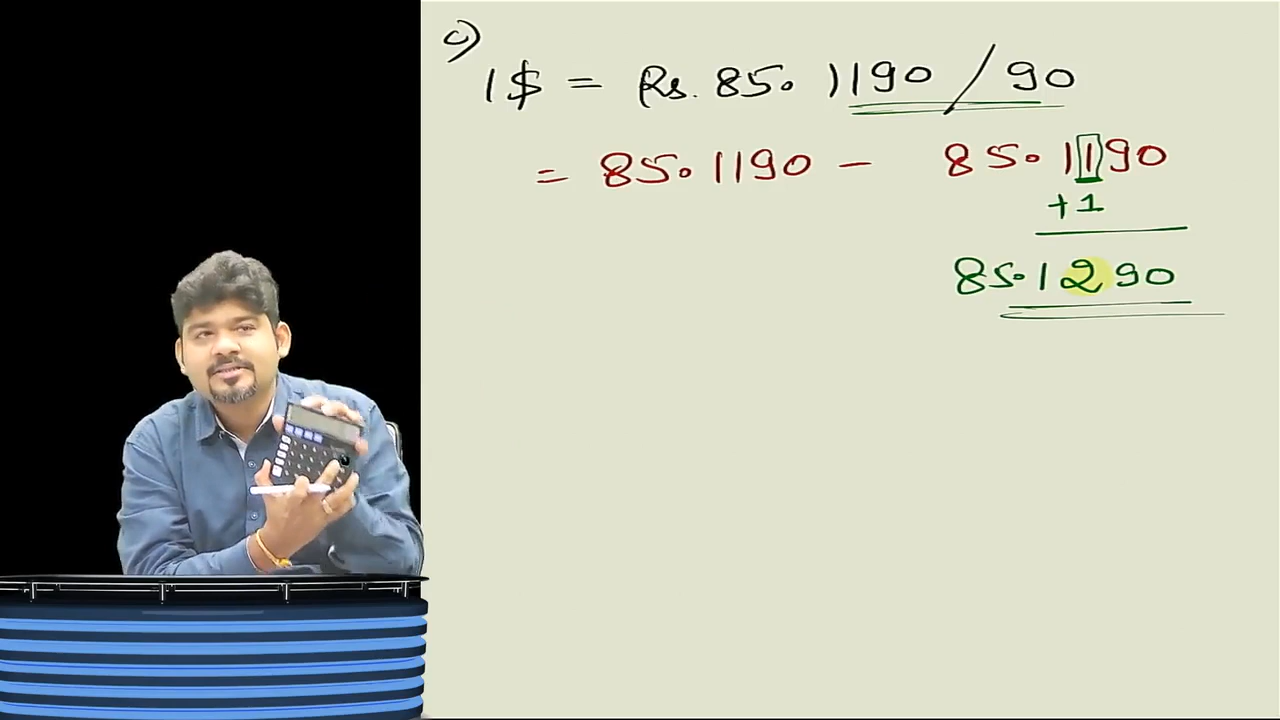 c)
1$ = Rs. 85.1190 / 90
= 85.1190 - 85.1190
+1
85.1290